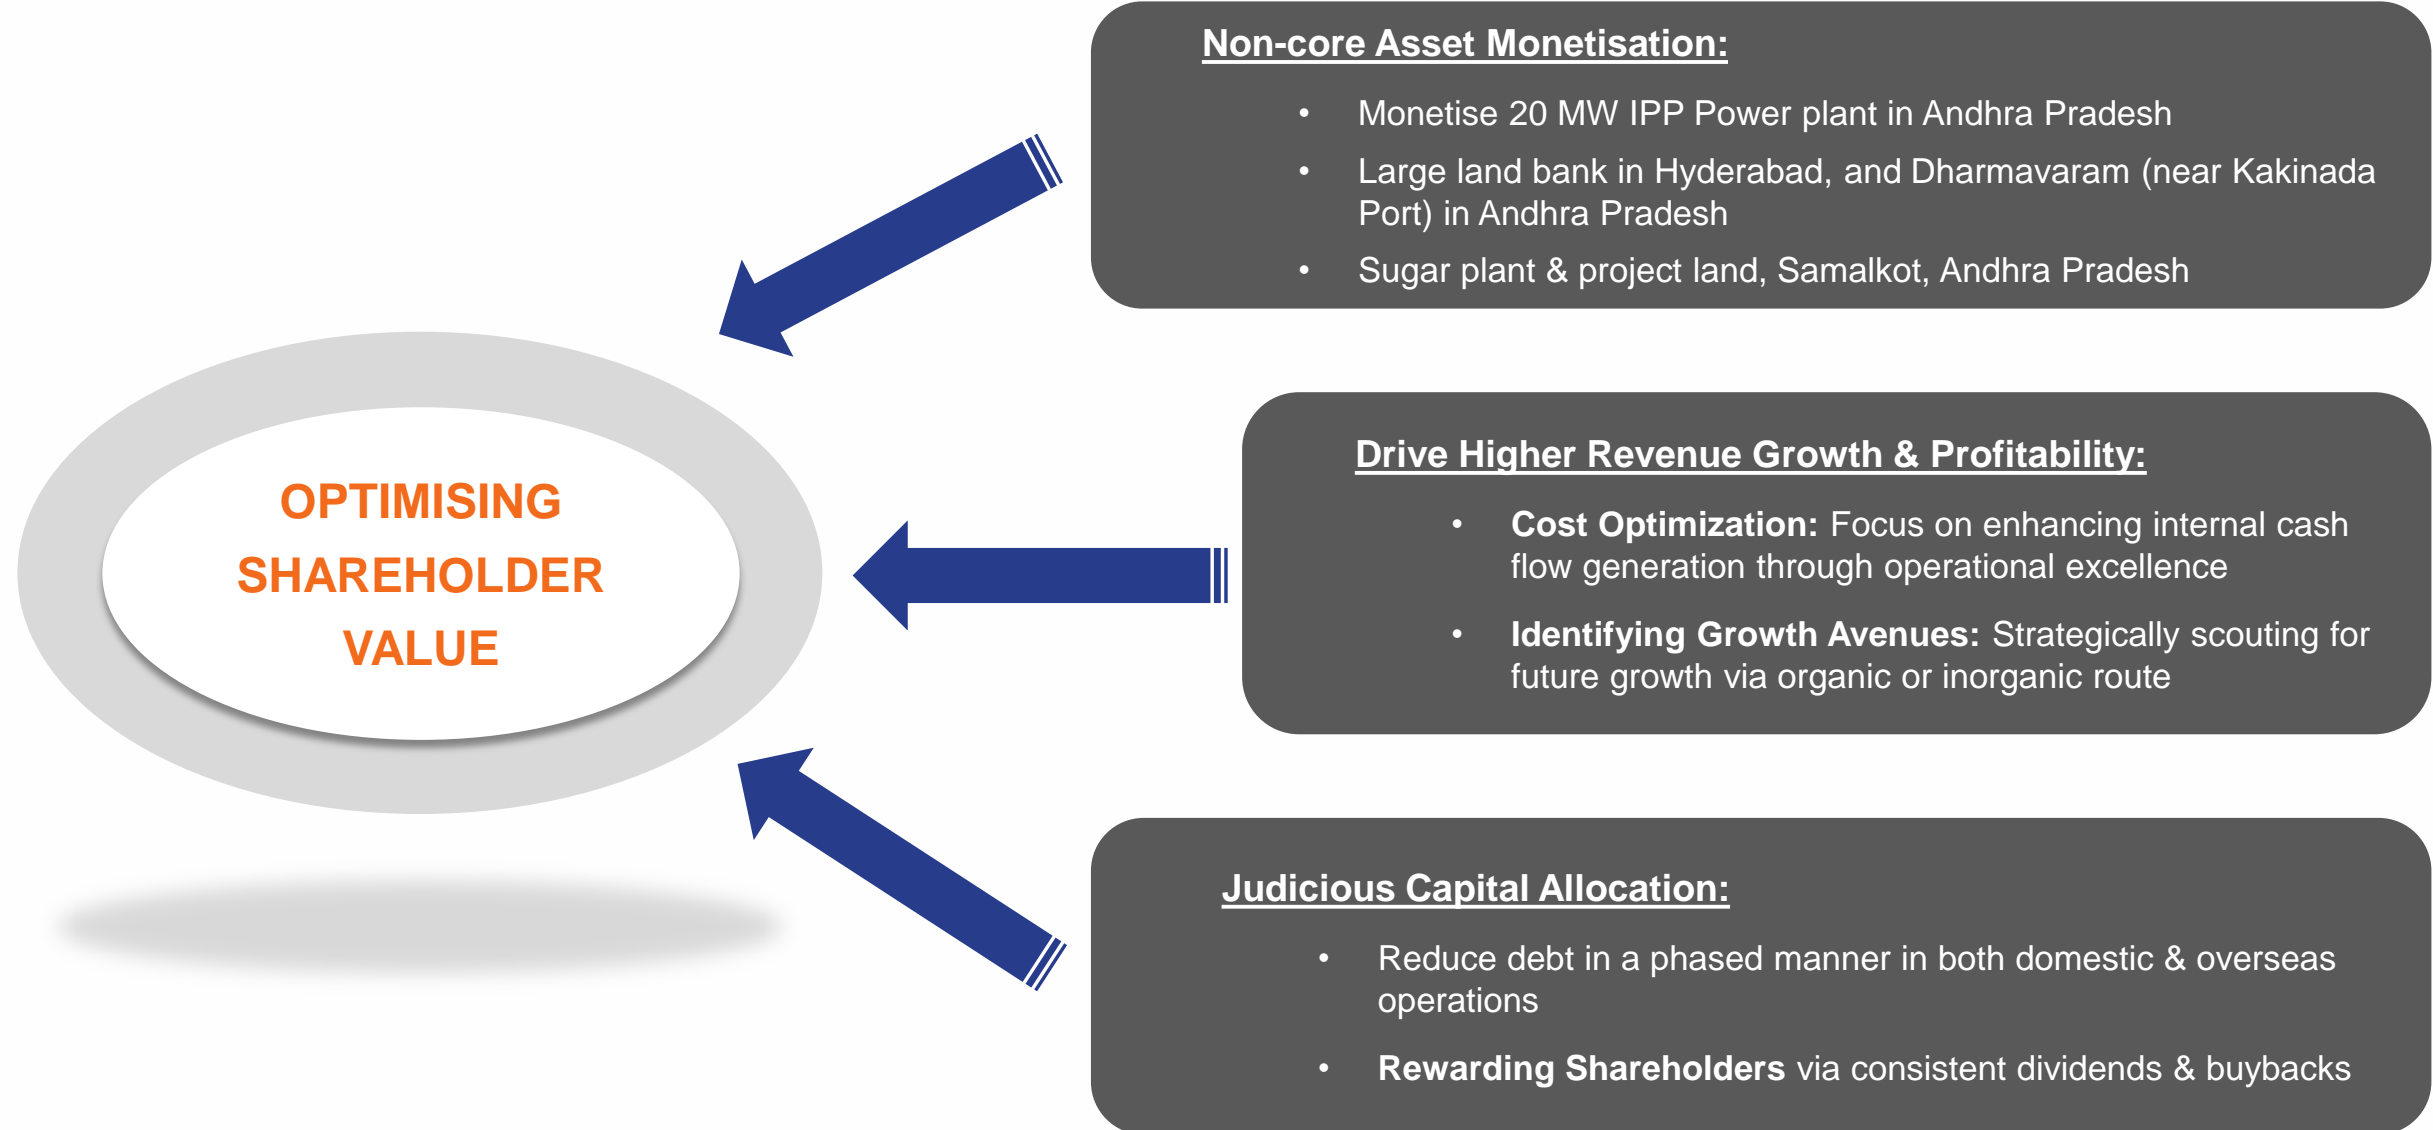 Non-core Asset Monetisation:
• Monetise 20 MW IPP Power plant in Andhra Pradesh
• Large land bank in Hyderabad, and Dharmavaram (near Kakinada
Port) in Andhra Pradesh
• Sugar plant & project land, Samalkot, Andhra Pradesh
OPTIMISING
SHAREHOLDER
VALUE
Drive Higher Revenue Growth & Profitability:
• Cost Optimization: Focus on enhancing internal cash
flow generation through operational excellence
• Identifying Growth Avenues: Strategically scouting for
future growth via organic or inorganic route
Judicious Capital Allocation:
• Reduce debt in a phased manner in both domestic & overseas
operations
• Rewarding Shareholders via consistent dividends & buybacks